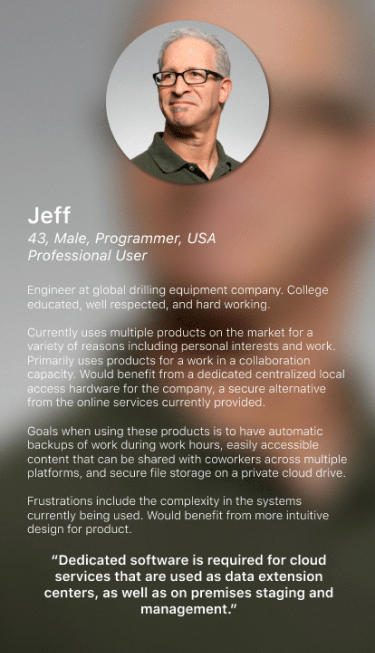 Jeff
43, Male, Programmer, USA
Professional User
Engineer at global drilling equipment company. College
educated, well respected, and hard working.
Currently uses multiple products on the market for a
variety of reasons including personal interests and work.
Primarily uses products for a work in a collaboration
capacity. Would benefit from a dedicated centralized local
access hardware for the company, a secure alternative
from the online services currently provided.
Goals when using these products is to have automatic
backups of work during work hours, easily accessible
content that can be shared with coworkers across multiple
platforms, and secure file storage on a private cloud drive.
Frustrations include the complexity in the systems
currently being used. Would benefit from more intuitive
design for product.
“Dedicated software is required for cloud
services that are used as data extension
centers, as well as on premises staging and
management.”